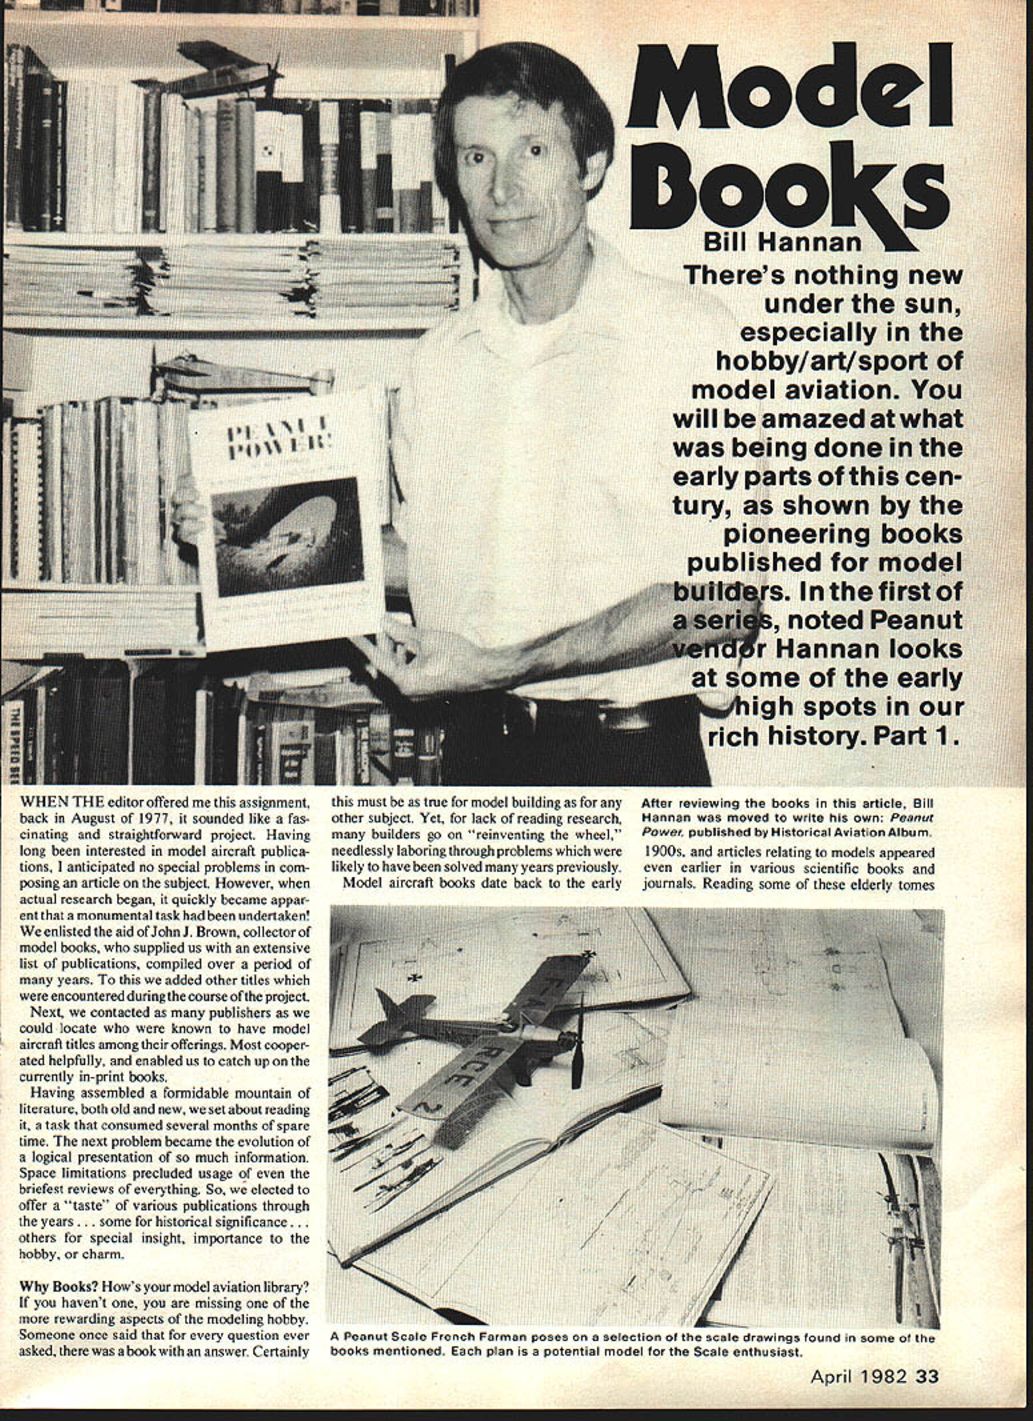 Model
Books
Bill Hannan
There's nothing new
under the sun,
especially in the
hobby/art/sport of
model aviation. You
will be amazed at what
was being done in the
early parts of this cen-
tury, as shown by the
pioneering books
published for model
builders. In the first of
a series, noted Peanut
vendor Hannan looks
at some of the early
high spots in our
rich history. Part 1.
PEANUT
POWER!
THE SPEED
WHEN THE editor offered me this assignment,
back in August of 1977, it sounded like a fas-
cinating and straightforward project. Having
long been interested in model aircraft publica-
tions, I anticipated no special problems in com-
posing an article on the subject. However, when
actual research began, it quickly became appar-
ent that a monumental task had been undertaken!
We enlisted the aid of John J. Brown, collector of
model books, who supplied us with an extensive
list of publications, compiled over a period of
many years. To this we added other titles which
were encountered during the course of the project.
Next, we contacted as many publishers as we
could locate who were known to have model
aircraft titles among their offerings. Most cooper-
ated helpfully, and enabled us to catch up on the
currently in-print books.
Having assembled a formidable mountain of
literature, both old and new, we set about reading
it, a task that consumed several months of spare
time. The next problem became the evolution of
a logical presentation of so much information.
Space limitations precluded usage of even the
briefest reviews of everything. So, we elected to
offer a "taste" of various publications through
the years . . . some for historical significance . . .
others for special insight, importance to the
hobby, or charm.
Why Books? How's your model aviation library?
If you haven't one, you are missing one of the
more rewarding aspects of the modeling hobby.
Someone once said that for every question ever
asked, there was a book with an answer. Certainly
this must be as true for model building as for any
other subject. Yet, for lack of reading research,
many builders go on "reinventing the wheel,"
needlessly laboring through problems which were
likely to have been solved many years previously.
Model aircraft books date back to the early
After reviewing the books in this article, Bill
Hannan was moved to write his own: Peanut
Power, published by Historical Aviation Album.
1900s, and articles relating to models appeared
even earlier in various scientific books and
journals. Reading some of these elderly tomes
FA
RCE 2
A Peanut Scale French Farman poses on a selection of the scale drawings found in some of the
books mentioned. Each plan is a potential model for the Scale enthusiast.
April 1982 33